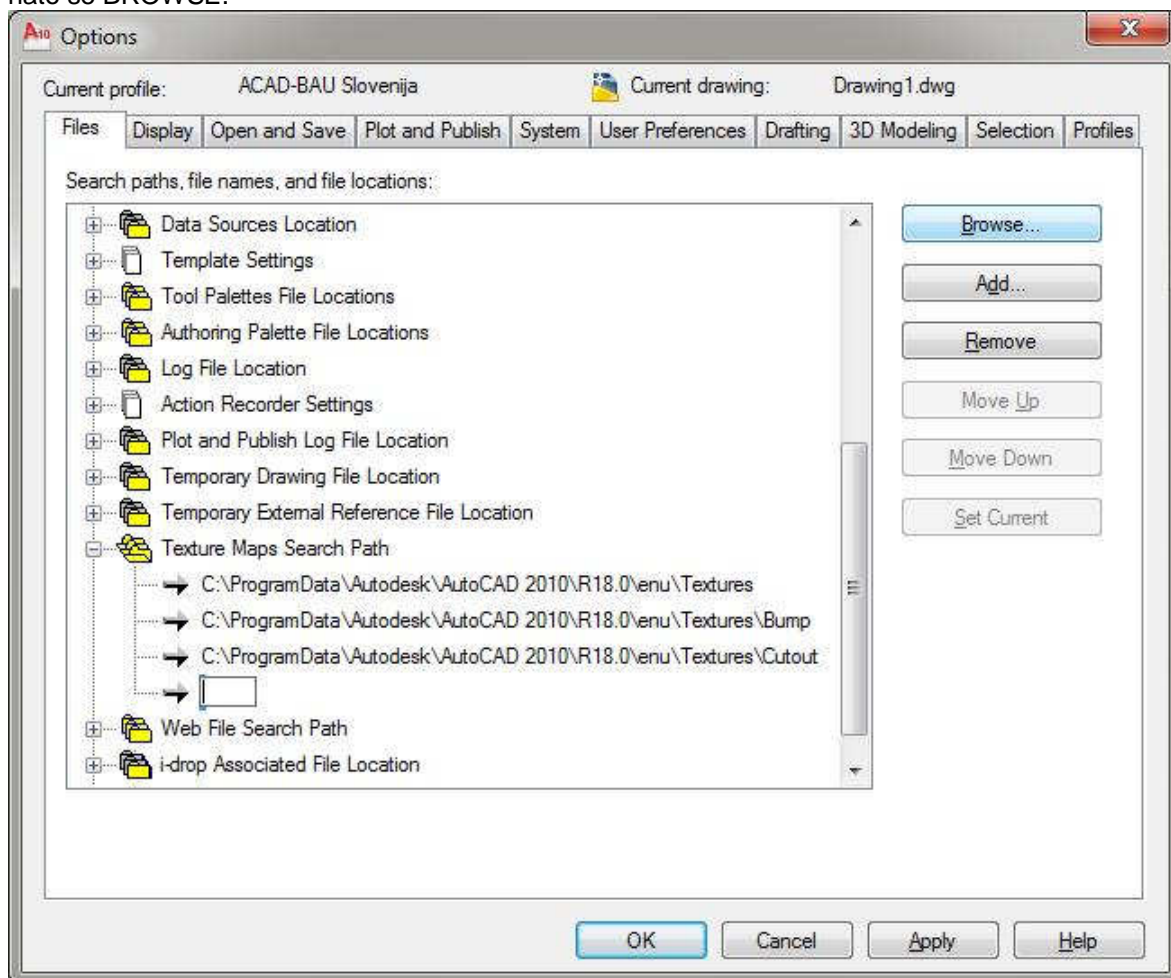 nato še BROWSE.
A10 Options
Current profile: ACAD-BAU Slovenija Current drawing: Drawing1.dwg
Files Display Open and Save Plot and Publish System User Preferences Drafting 3D Modeling Selection Profiles
Search paths, file names, and file locations:
Data Sources Location
Template Settings
Tool Palettes File Locations
Authoring Palette File Locations
Log File Location
Action Recorder Settings
Plot and Publish Log File Location
Temporary Drawing File Location
Temporary External Reference File Location
Texture Maps Search Path
C:\ProgramData\Autodesk\AutoCAD 2010\R18.0\enu\Textures
C:\ProgramData\Autodesk\AutoCAD 2010\R18.0\enu\Textures\Bump
C:\ProgramData\Autodesk\AutoCAD 2010\R18.0\enu\Textures\Cutout
Web File Search Path
i-drop Associated File Location
Browse...
Add...
Remove
Move Up
Move Down
Set Current
OK Cancel Apply Help